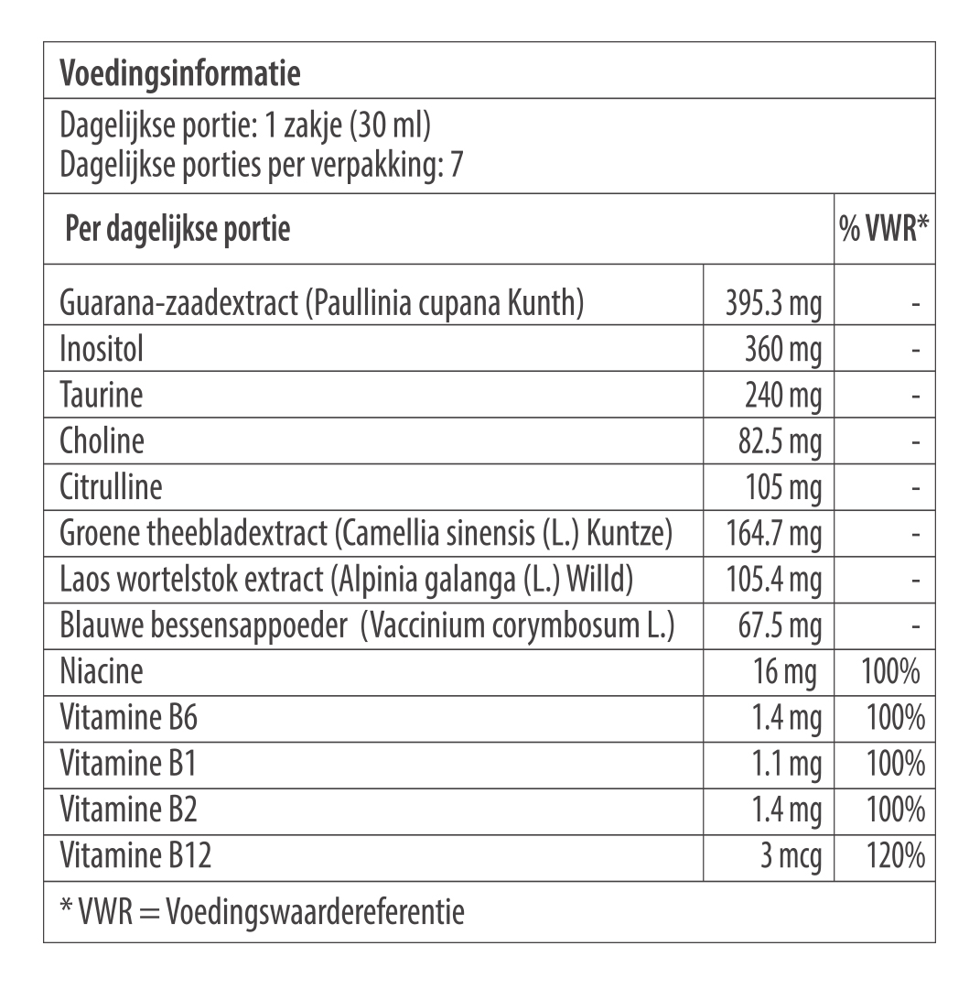 Voedingsinformatie
Dagelijkse portie: 1 zakje (30 ml)
Dagelijkse porties per verpakking: 7
Per dagelijkse portie % VWR*
Guarana-zaadextract (Paullinia cupana Kunth) 395.3 mg -
Inositol 360 mg -
Taurine 240 mg -
Choline 82.5 mg -
Citrulline 105 mg -
Groene theebladextract (Camellia sinensis (L.) Kuntze) 164.7 mg -
Laos wortelstok extract (Alpinia galanga (L.) Willd) 105.4 mg -
Blauwe bessensappoeder (Vaccinium corymbosum L.) 67.5 mg -
Niacine 16 mg 100%
Vitamine B6 1.4 mg 100%
Vitamine B1 1.1 mg 100%
Vitamine B2 1.4 mg 100%
Vitamine B12 3 mcg 120%
* VWR = Voedingswaardereferentie